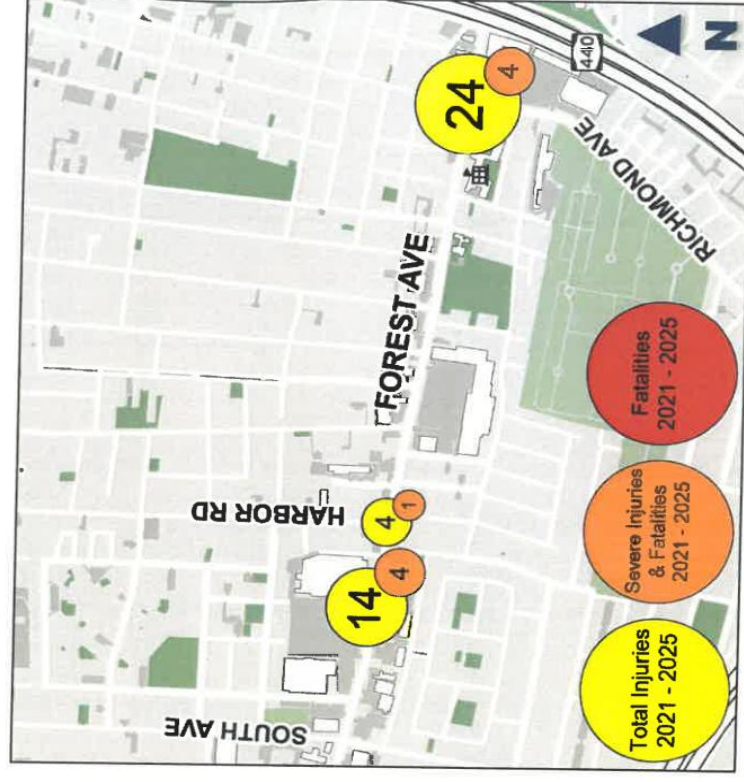 440
N
24
4
RICHMOND AVE
FOREST AVE
HARBOR RD
4
1
14
4
SOUTH AVE
Total Injuries
2021 - 2025
Severe Injuries
& Fatalities
2021 - 2025
Fatalities
2021 - 2025